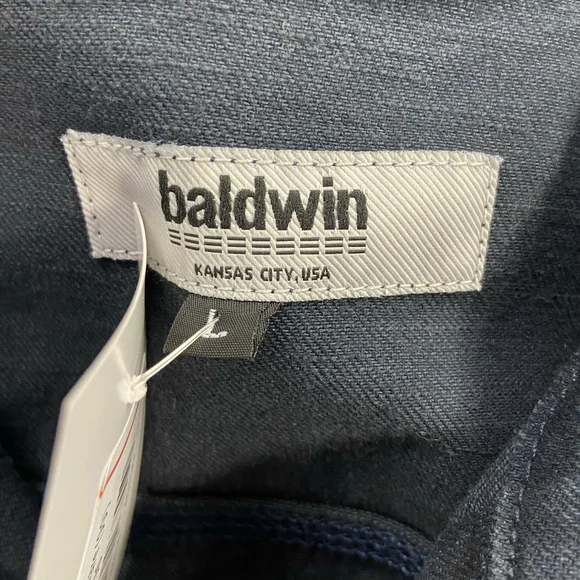 baldwin
KANSAS CITY, USA
L